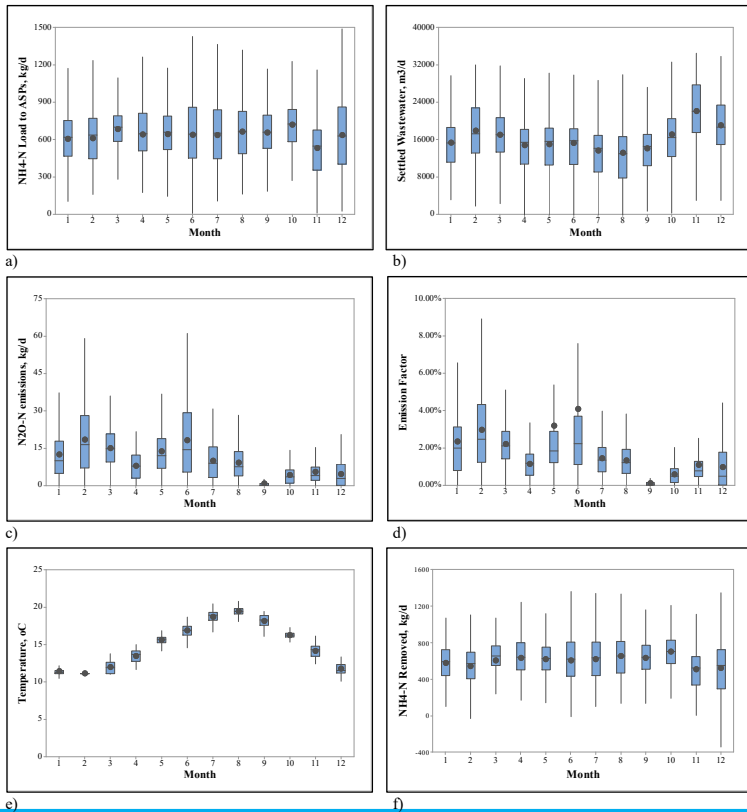 NH4-N Load to ASPs, kg/d
1500
1200
900
600
300
0
1 2 3 4 5 6 7 8 9 10 11 12
Month
a)
Settled Wastewater, m3/d
40000
32000
24000
16000
8000
0
1 2 3 4 5 6 7 8 9 10 11 12
Month
b)
N2O-N emissions, kg/d
75
60
45
30
15
0
1 2 3 4 5 6 7 8 9 10 11 12
Month
c)
Emission Factor
10.00%
8.00%
6.00%
4.00%
2.00%
0.00%
1 2 3 4 5 6 7 8 9 10 11 12
Month
d)
Temperature, oC
25
20
15
10
5
0
1 2 3 4 5 6 7 8 9 10 11 12
Month
e)
NH4-N Removed, kg/d
1600
1200
800
400
0
-400
1 2 3 4 5 6 7 8 9 10 11 12
Month
f)